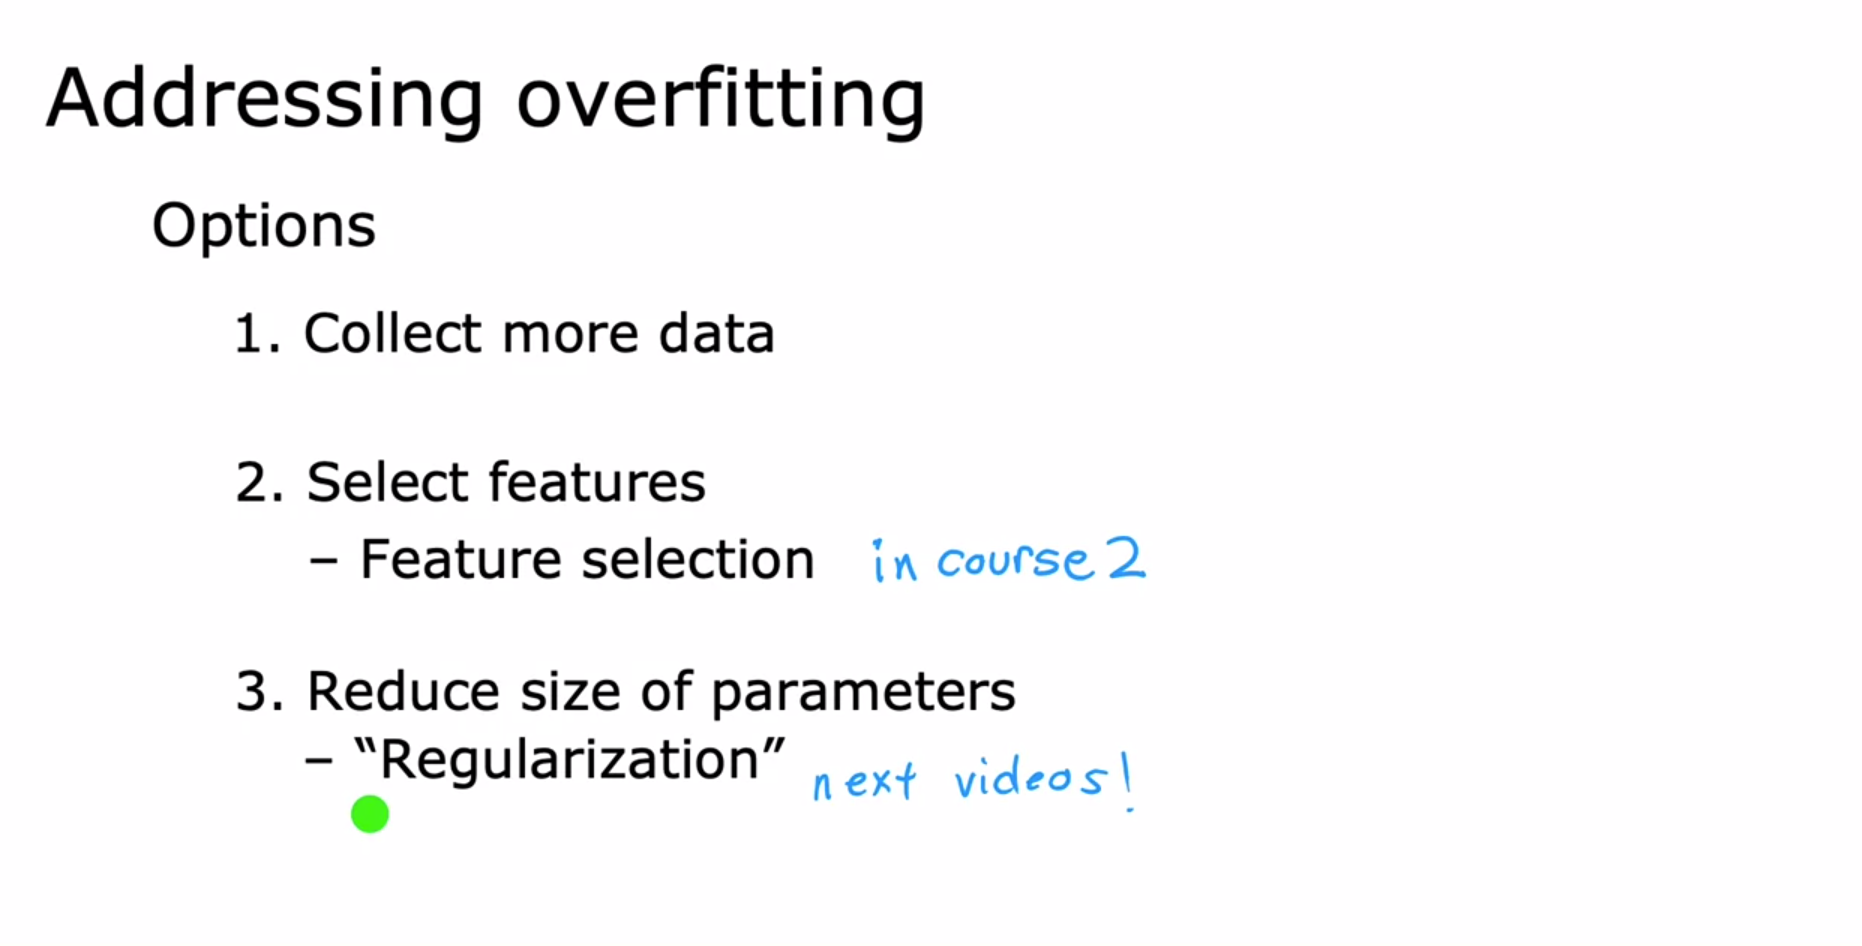 Addressing overfitting
Options
1. Collect more data
2. Select features
– Feature selection in course 2
3. Reduce size of parameters
– “Regularization” next videos!